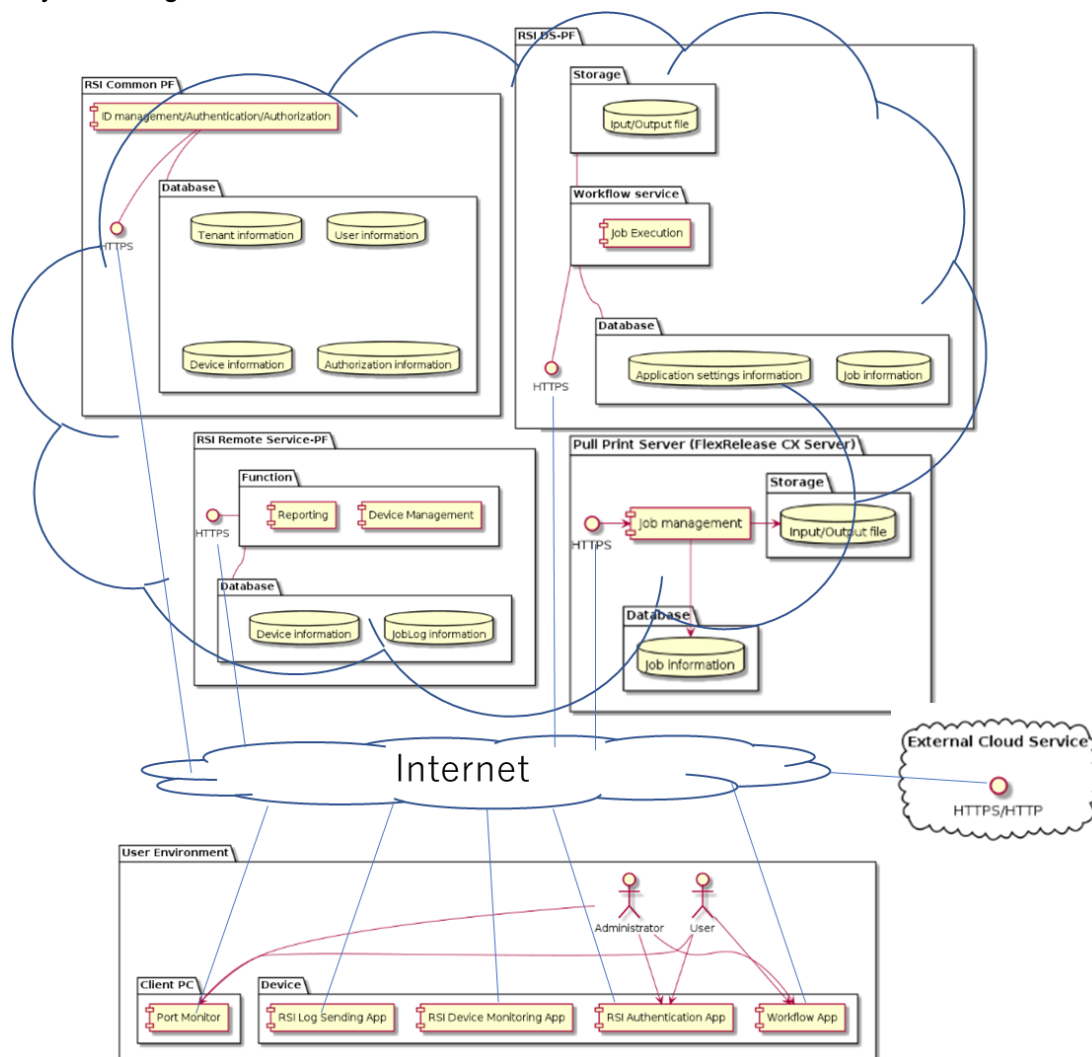 RSI DS-PF
Storage
Iput/Output file
Workflow service
Job Execution
Database
Application settings information
Job information
HTTPS
RSI Common PF
ID management/Authentication/Authorization
Database
Tenant information
User information
Device information
Authorization information
HTTPS
RSI Remote Service-PF
Function
Reporting
Device Management
HTTPS
Database
Device information
JobLog information
Pull Print Server (FlexRelease CX Server)
Storage
Input/Output file
Job management
HTTPS
Database
Job information
Internet
External Cloud Service
HTTPS/HTTP
User Environment
Administrator
User
Client PC
Port Monitor
Device
RSI Log Sending App
RSI Device Monitoring App
RSI Authentication App
Workflow App